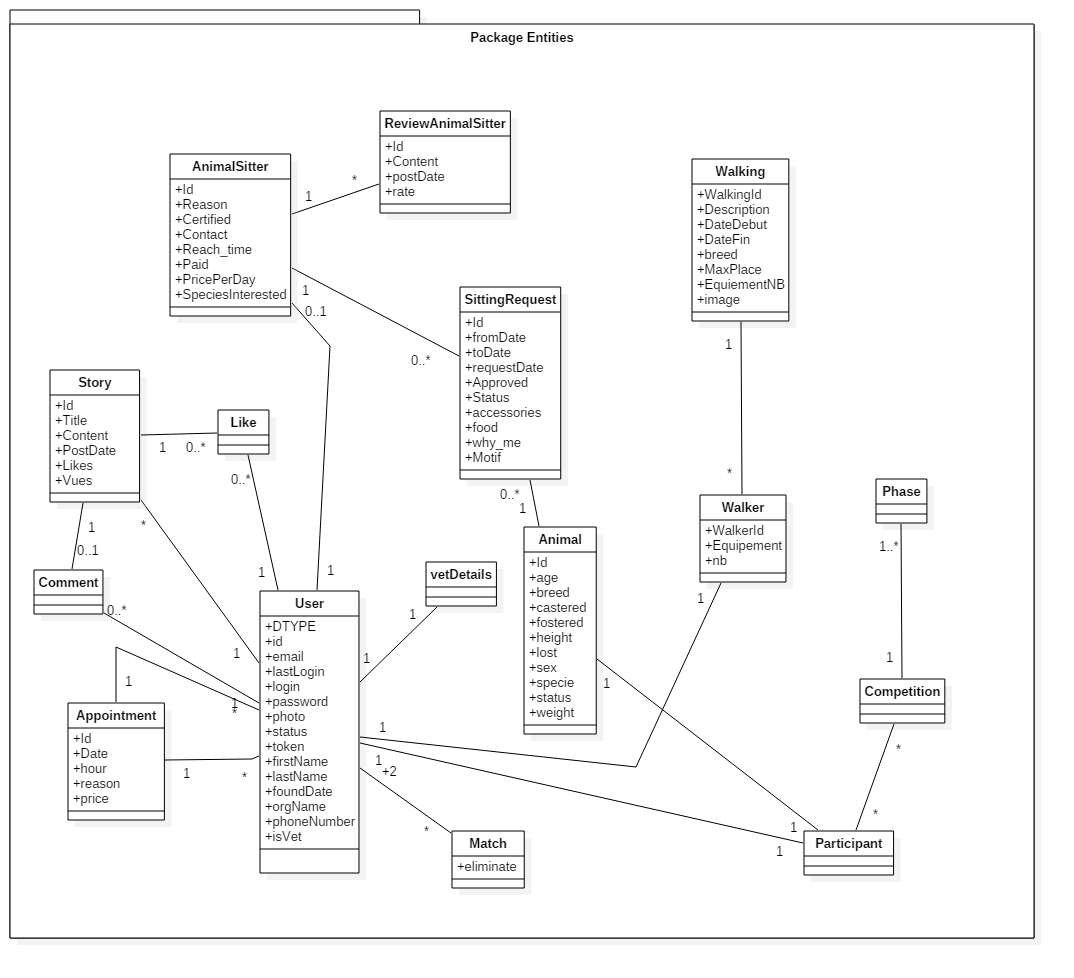 Package Entities
ReviewAnimalSitter
+Id
+Content
+postDate
+rate
AnimalSitter
+Id
+Reason
+Certified
+Contact
+Reach_time
+Paid
+PricePerDay
+SpeciesInterested
1
*
1
0..*
0..1
1
Walking
+WalkingId
+Description
+DateDebut
+DateFin
+breed
+MaxPlace
+EquiementNB
+image
1
*
SittingRequest
+Id
+fromDate
+toDate
+requestDate
+Approved
+Status
+accessories
+food
+why_me
+Motif
0..*
1
Story
+Id
+Title
+Content
+PostDate
+Likes
+Vues
1
0..*
Like
0..*
1
1
0..1
*
1
Comment
0..*
1
Walker
+WalkerId
+Equipement
+nb
1
1
Phase
1..*
1
Animal
+Id
+age
+breed
+castered
+fostered
+height
+lost
+sex
+specie
+status
+weight
1
1
vetDetails
1
1
User
+DTYPE
+id
+email
+lastLogin
+login
+password
+photo
+status
+token
+firstName
+lastName
+foundDate
+orgName
+phoneNumber
+isVet
Appointment
+Id
+Date
+hour
+reason
+price
1
*
1
*
Competition
*
*
1
+2
*
1
Match
+eliminate
Participant